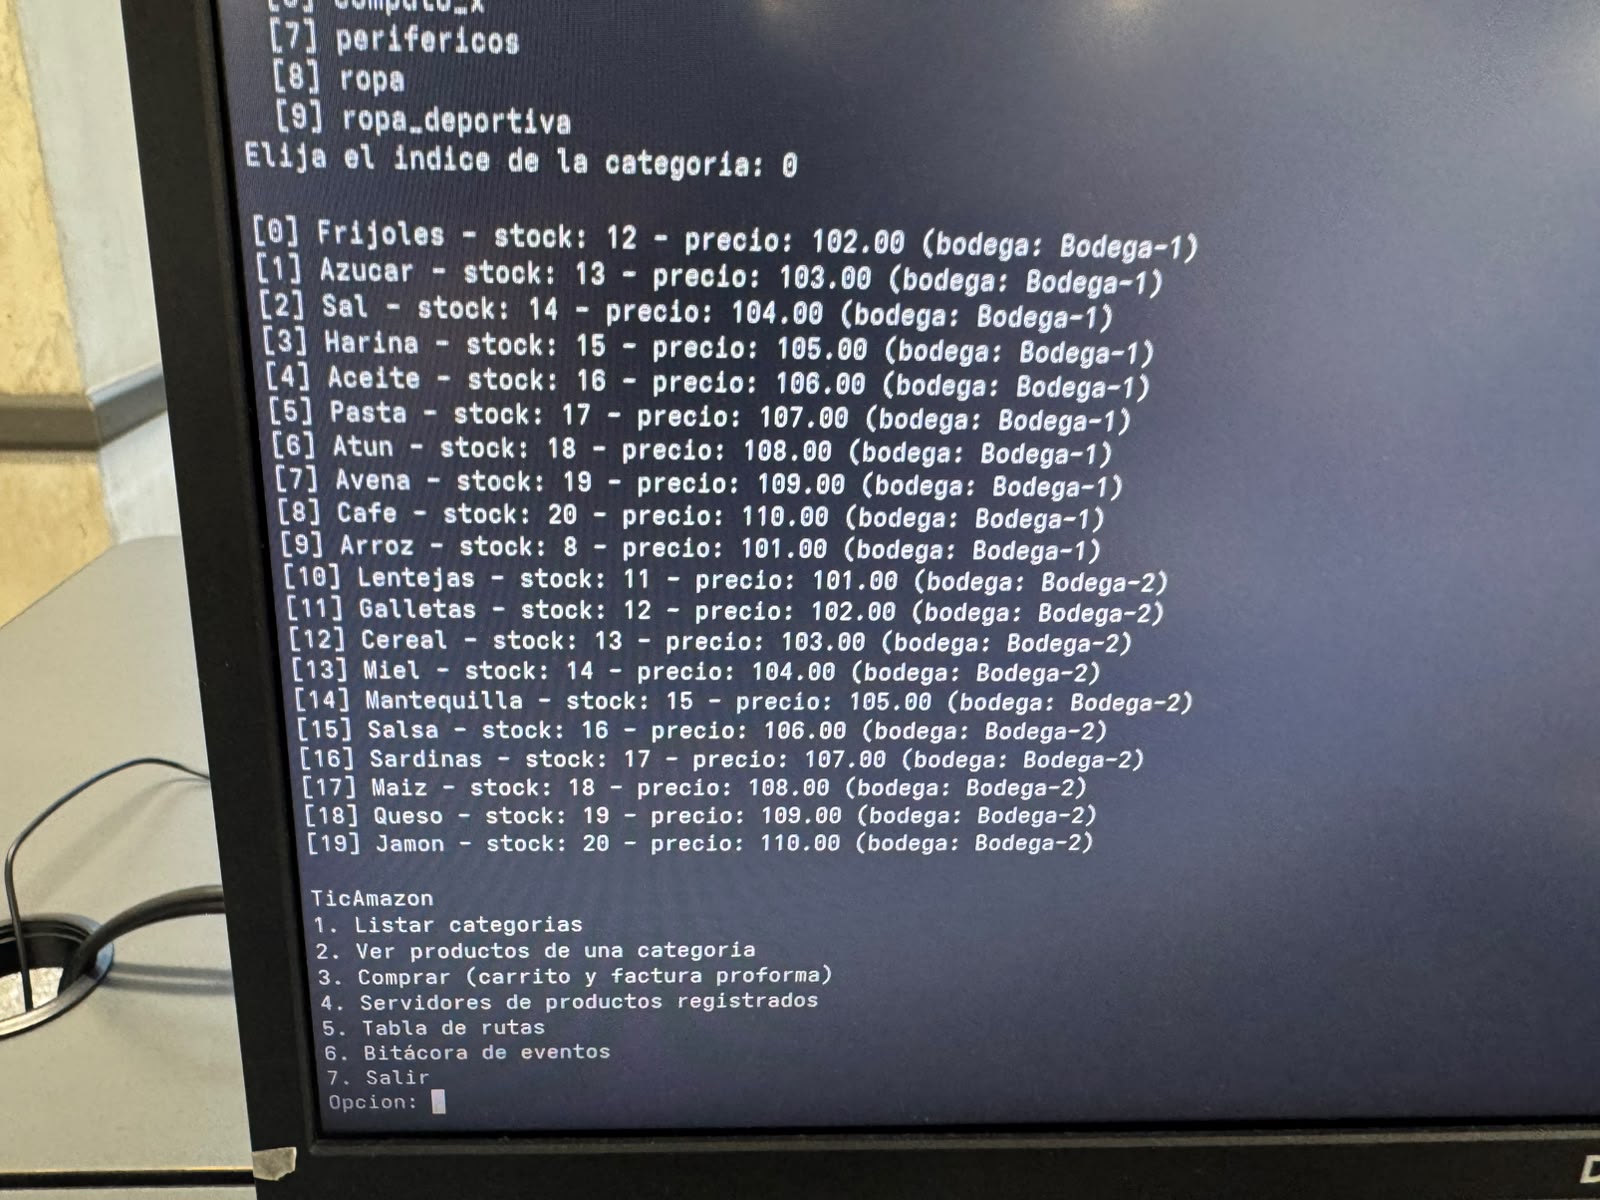 computo_x
[7] perifericos
[8] ropa
[9] ropa_deportiva
Elija el indice de la categoria: 0
[0] Frijoles - stock: 12 - precio: 102.00 (bodega: Bodega-1)
[1] Azucar - stock: 13 - precio: 103.00 (bodega: Bodega-1)
[2] Sal - stock: 14 - precio: 104.00 (bodega: Bodega-1)
[3] Harina - stock: 15 - precio: 105.00 (bodega: Bodega-1)
[4] Aceite - stock: 16 - precio: 106.00 (bodega: Bodega-1)
[5] Pasta - stock: 17 - precio: 107.00 (bodega: Bodega-1)
[6] Atun - stock: 18 - precio: 108.00 (bodega: Bodega-1)
[7] Avena - stock: 19 - precio: 109.00 (bodega: Bodega-1)
[8] Cafe - stock: 20 - precio: 110.00 (bodega: Bodega-1)
[9] Arroz - stock: 8 - precio: 101.00 (bodega: Bodega-1)
[10] Lentejas - stock: 11 - precio: 101.00 (bodega: Bodega-2)
[11] Galletas - stock: 12 - precio: 102.00 (bodega: Bodega-2)
[12] Cereal - stock: 13 - precio: 103.00 (bodega: Bodega-2)
[13] Miel - stock: 14 - precio: 104.00 (bodega: Bodega-2)
[14] Mantequilla - stock: 15 - precio: 105.00 (bodega: Bodega-2)
[15] Salsa - stock: 16 - precio: 106.00 (bodega: Bodega-2)
[16] Sardinas - stock: 17 - precio: 107.00 (bodega: Bodega-2)
[17] Maiz - stock: 18 - precio: 108.00 (bodega: Bodega-2)
[18] Queso - stock: 19 - precio: 109.00 (bodega: Bodega-2)
[19] Jamon - stock: 20 - precio: 110.00 (bodega: Bodega-2)
TicAmazon
1. Listar categorias
2. Ver productos de una categoria
3. Comprar (carrito y factura proforma)
4. Servidores de productos registrados
5. Tabla de rutas
6. Bitácora de eventos
7. Salir
Opcion: